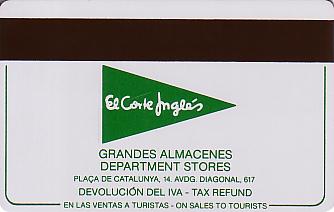 El Corte Inglés
GRANDES ALMACENES
DEPARTMENT STORES
PLAÇA DE CATALUNYA, 14. AVDG. DIAGONAL, 617
DEVOLUCIÓN DEL IVA - TAX REFUND
EN LAS VENTAS A TURISTAS - ON SALES TO TOURISTS